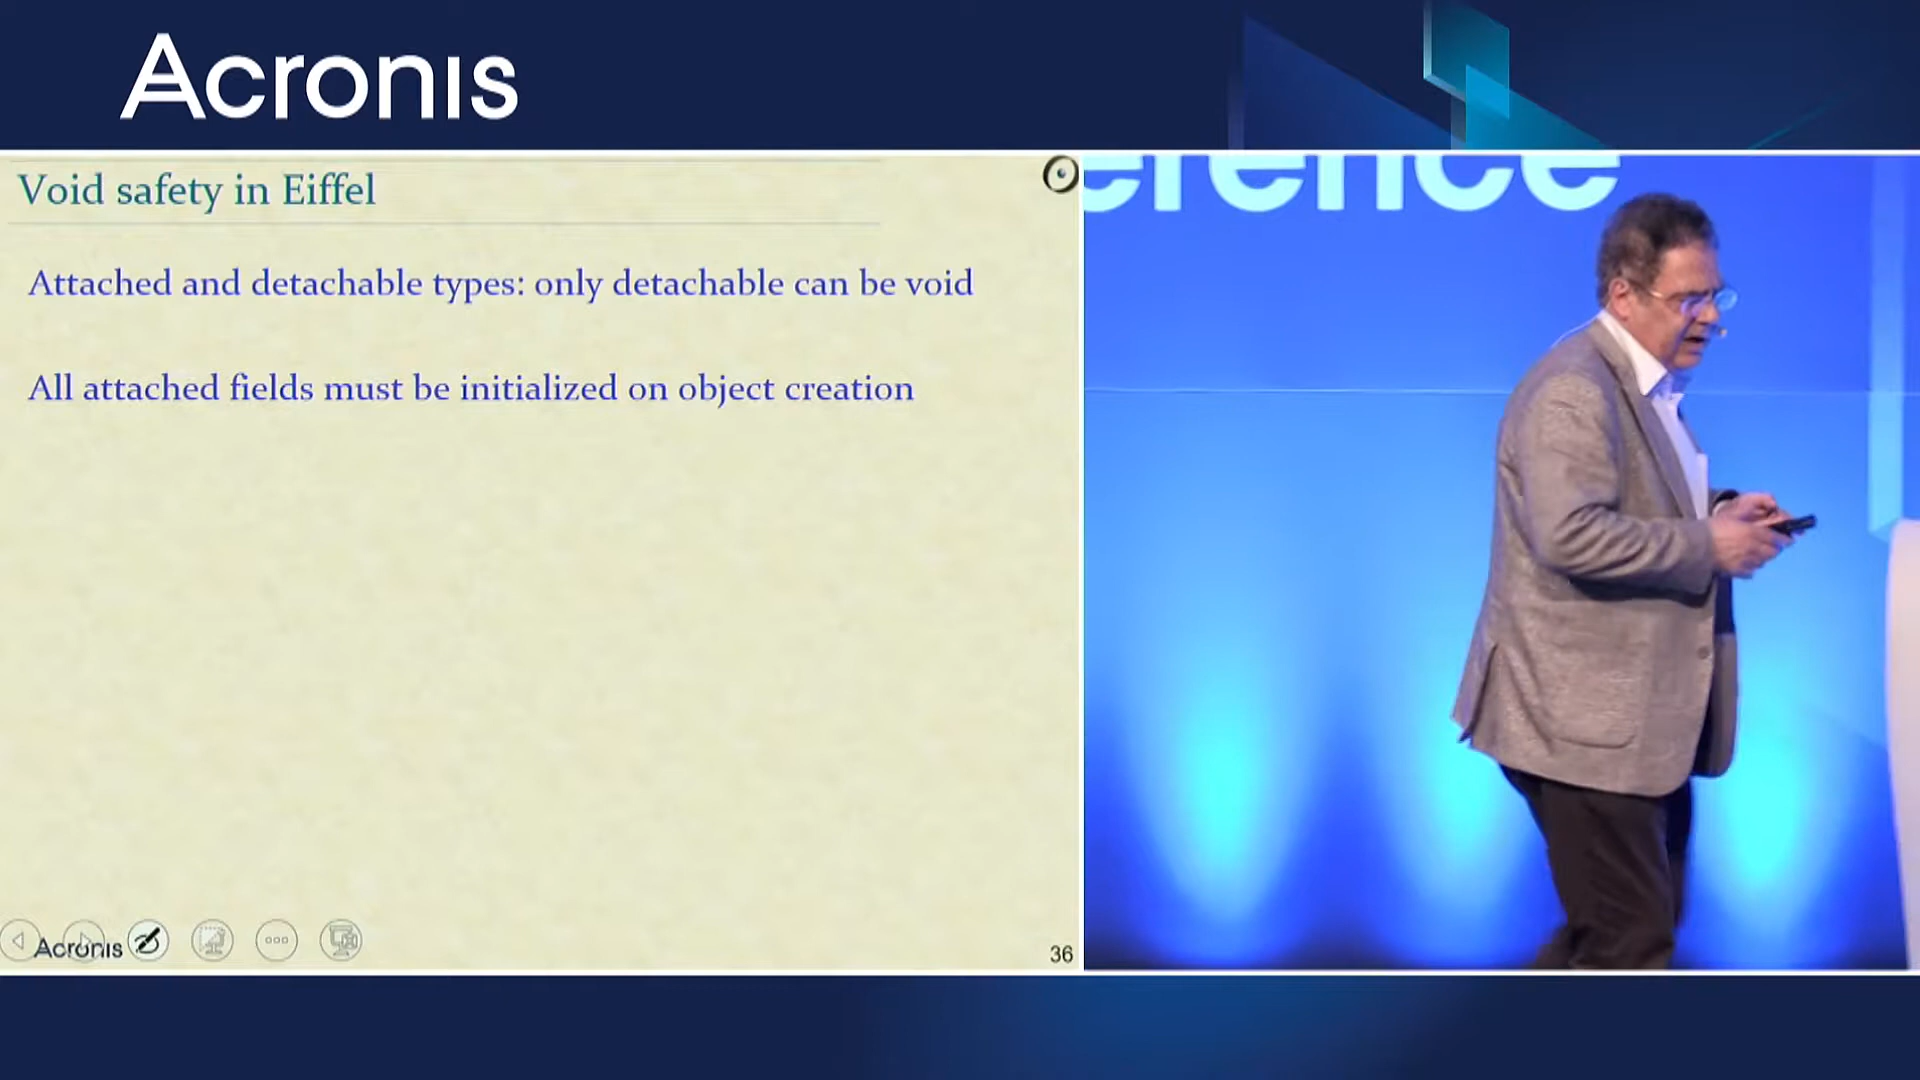 Acronis
Void safety in Eiffel
Attached and detachable types: only detachable can be void
All attached fields must be initialized on object creation
Acronis
36
erence